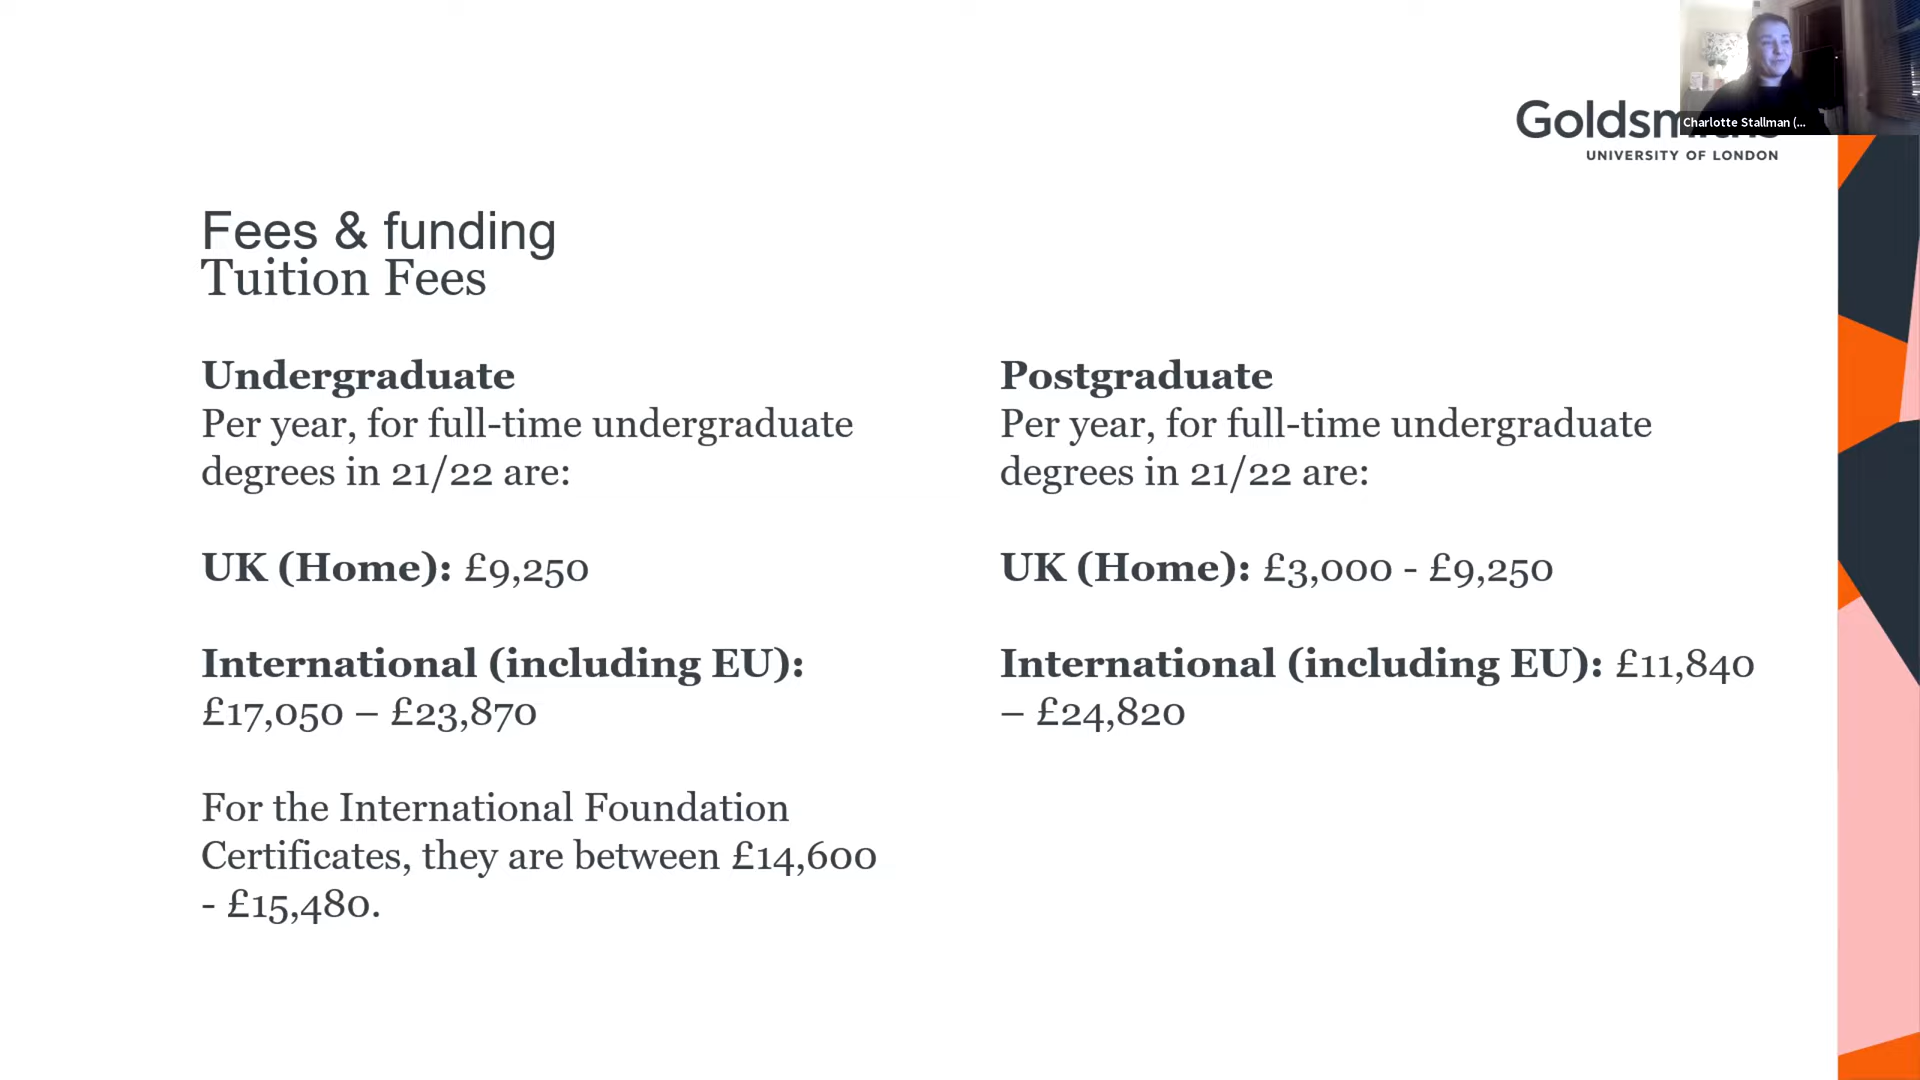 Charlotte Stallman (...
UNIVERSITY OF LONDON
Fees & funding
Tuition Fees
Undergraduate
Per year, for full-time undergraduate
degrees in 21/22 are:
UK (Home): £9,250
International (including EU):
£17,050 – £23,870
For the International Foundation
Certificates, they are between £14,600
- £15,480.
Postgraduate
Per year, for full-time undergraduate
degrees in 21/22 are:
UK (Home): £3,000 - £9,250
International (including EU): £11,840
– £24,820